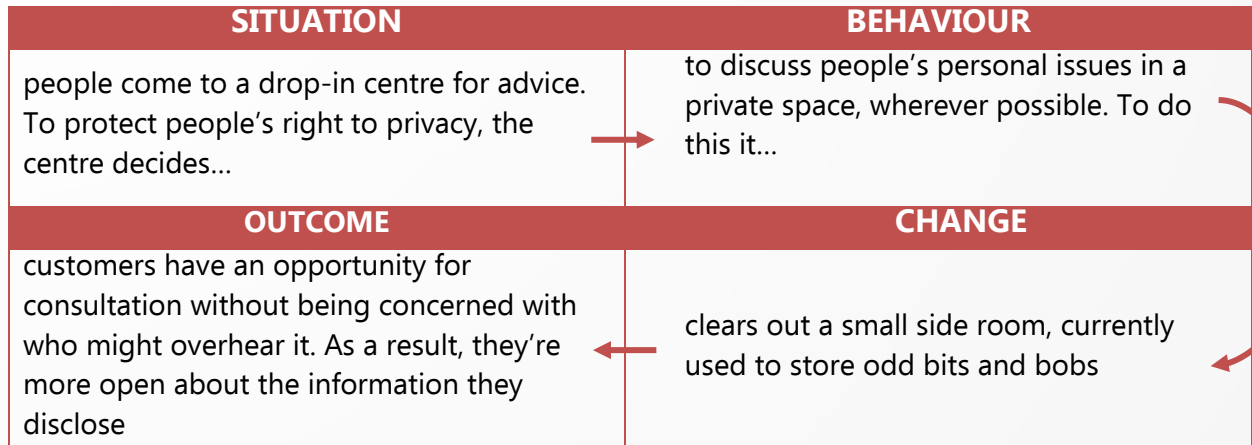 SITUATION
people come to a drop-in centre for advice.
To protect people's right to privacy, the
centre decides...
BEHAVIOUR
to discuss people's personal issues in a
private space, wherever possible. To do
this it...
CHANGE
clears out a small side room, currently
used to store odd bits and bobs
OUTCOME
customers have an opportunity for
consultation without being concerned with
who might overhear it. As a result, they're
more open about the information they
disclose